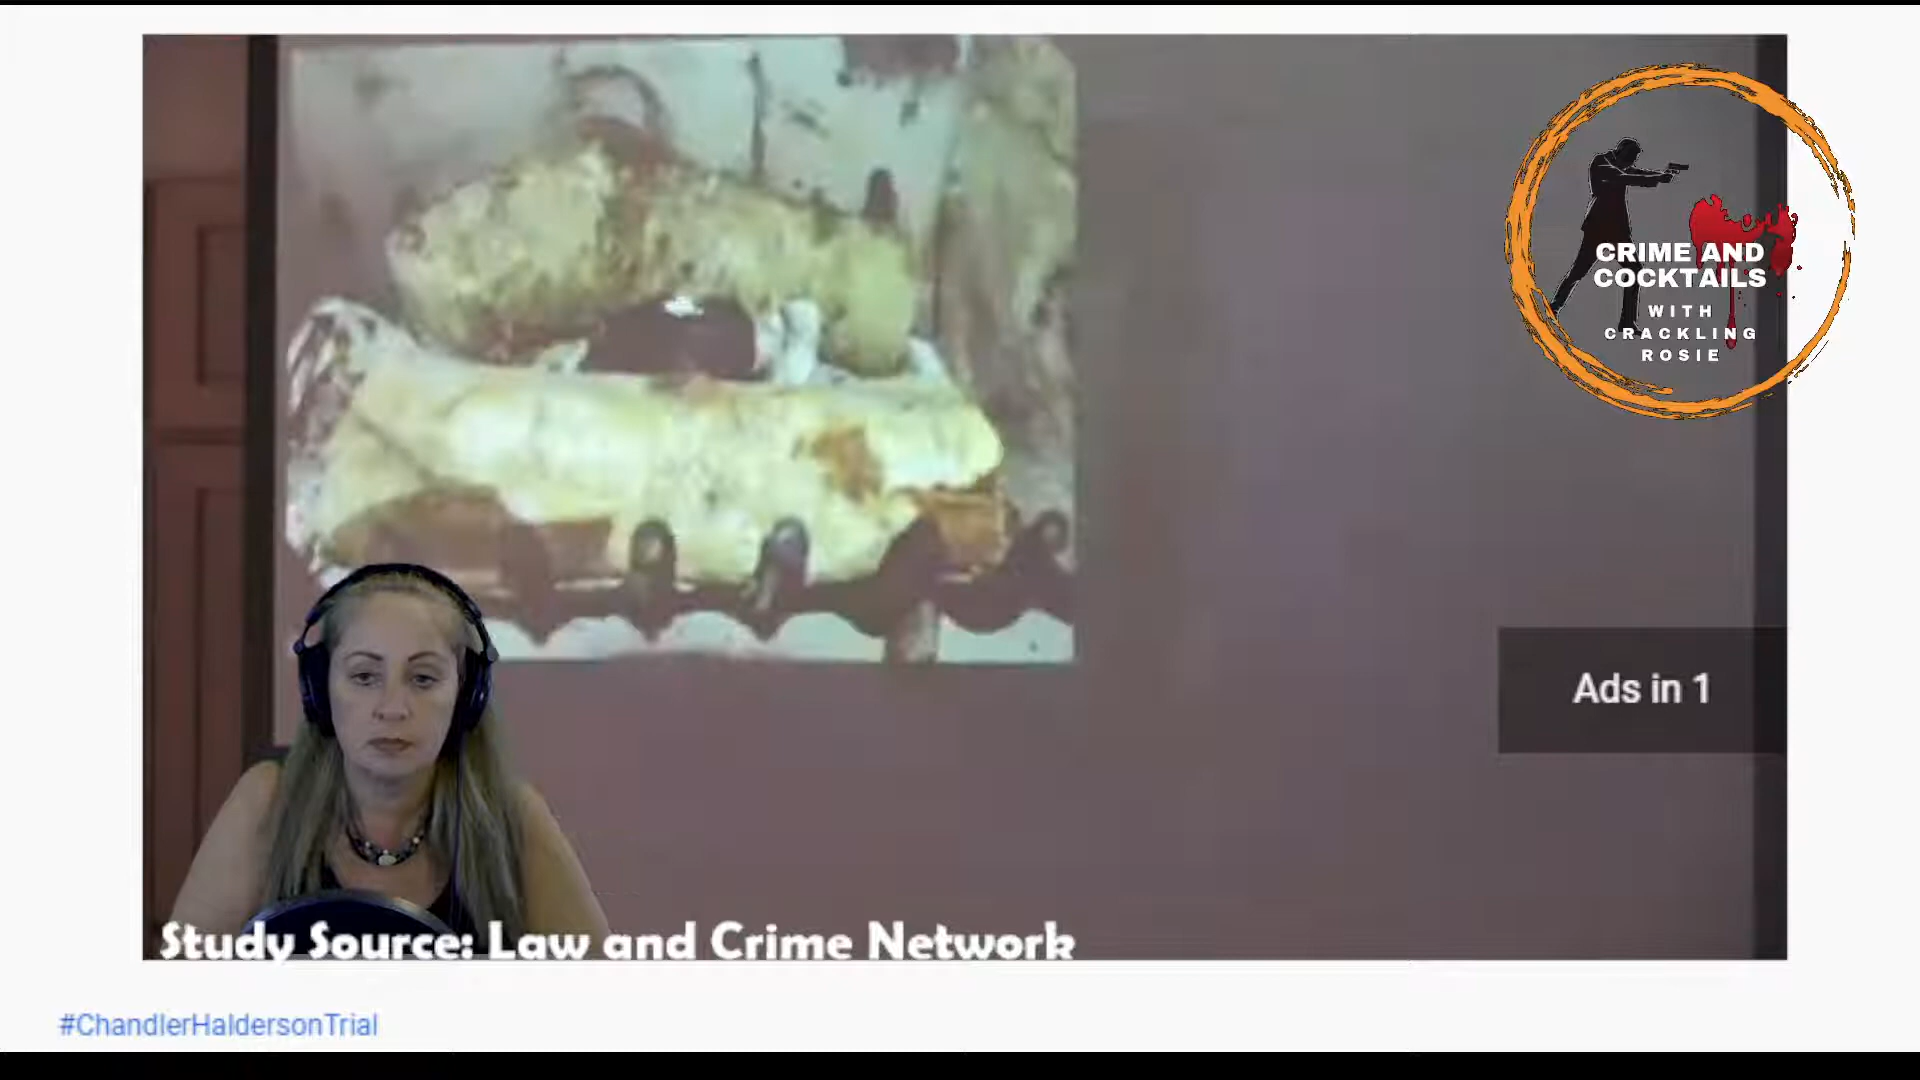 CRIME AND
COCKTAILS
WITH
CRACKLING
ROSIE
Ads in 1
Study Source: Law and Crime Network
#ChandlerHaldersonTrial